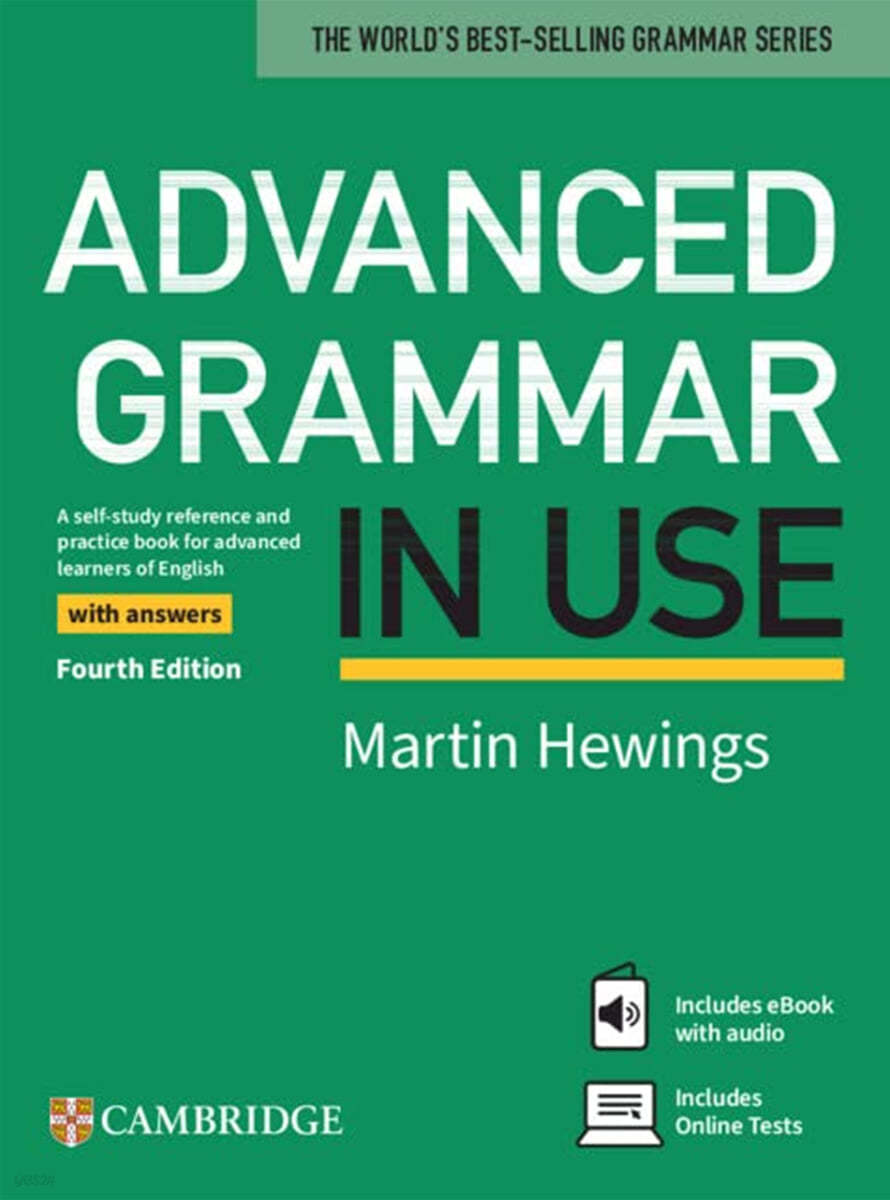 THE WORLD'S BEST-SELLING GRAMMAR SERIES
ADVANCED
GRAMMAR
IN USE
A self-study reference and
practice book for advanced
learners of English
with answers
Fourth Edition
Martin Hewings
Includes eBook
with audio
Includes
Online Tests
CAMBRIDGE